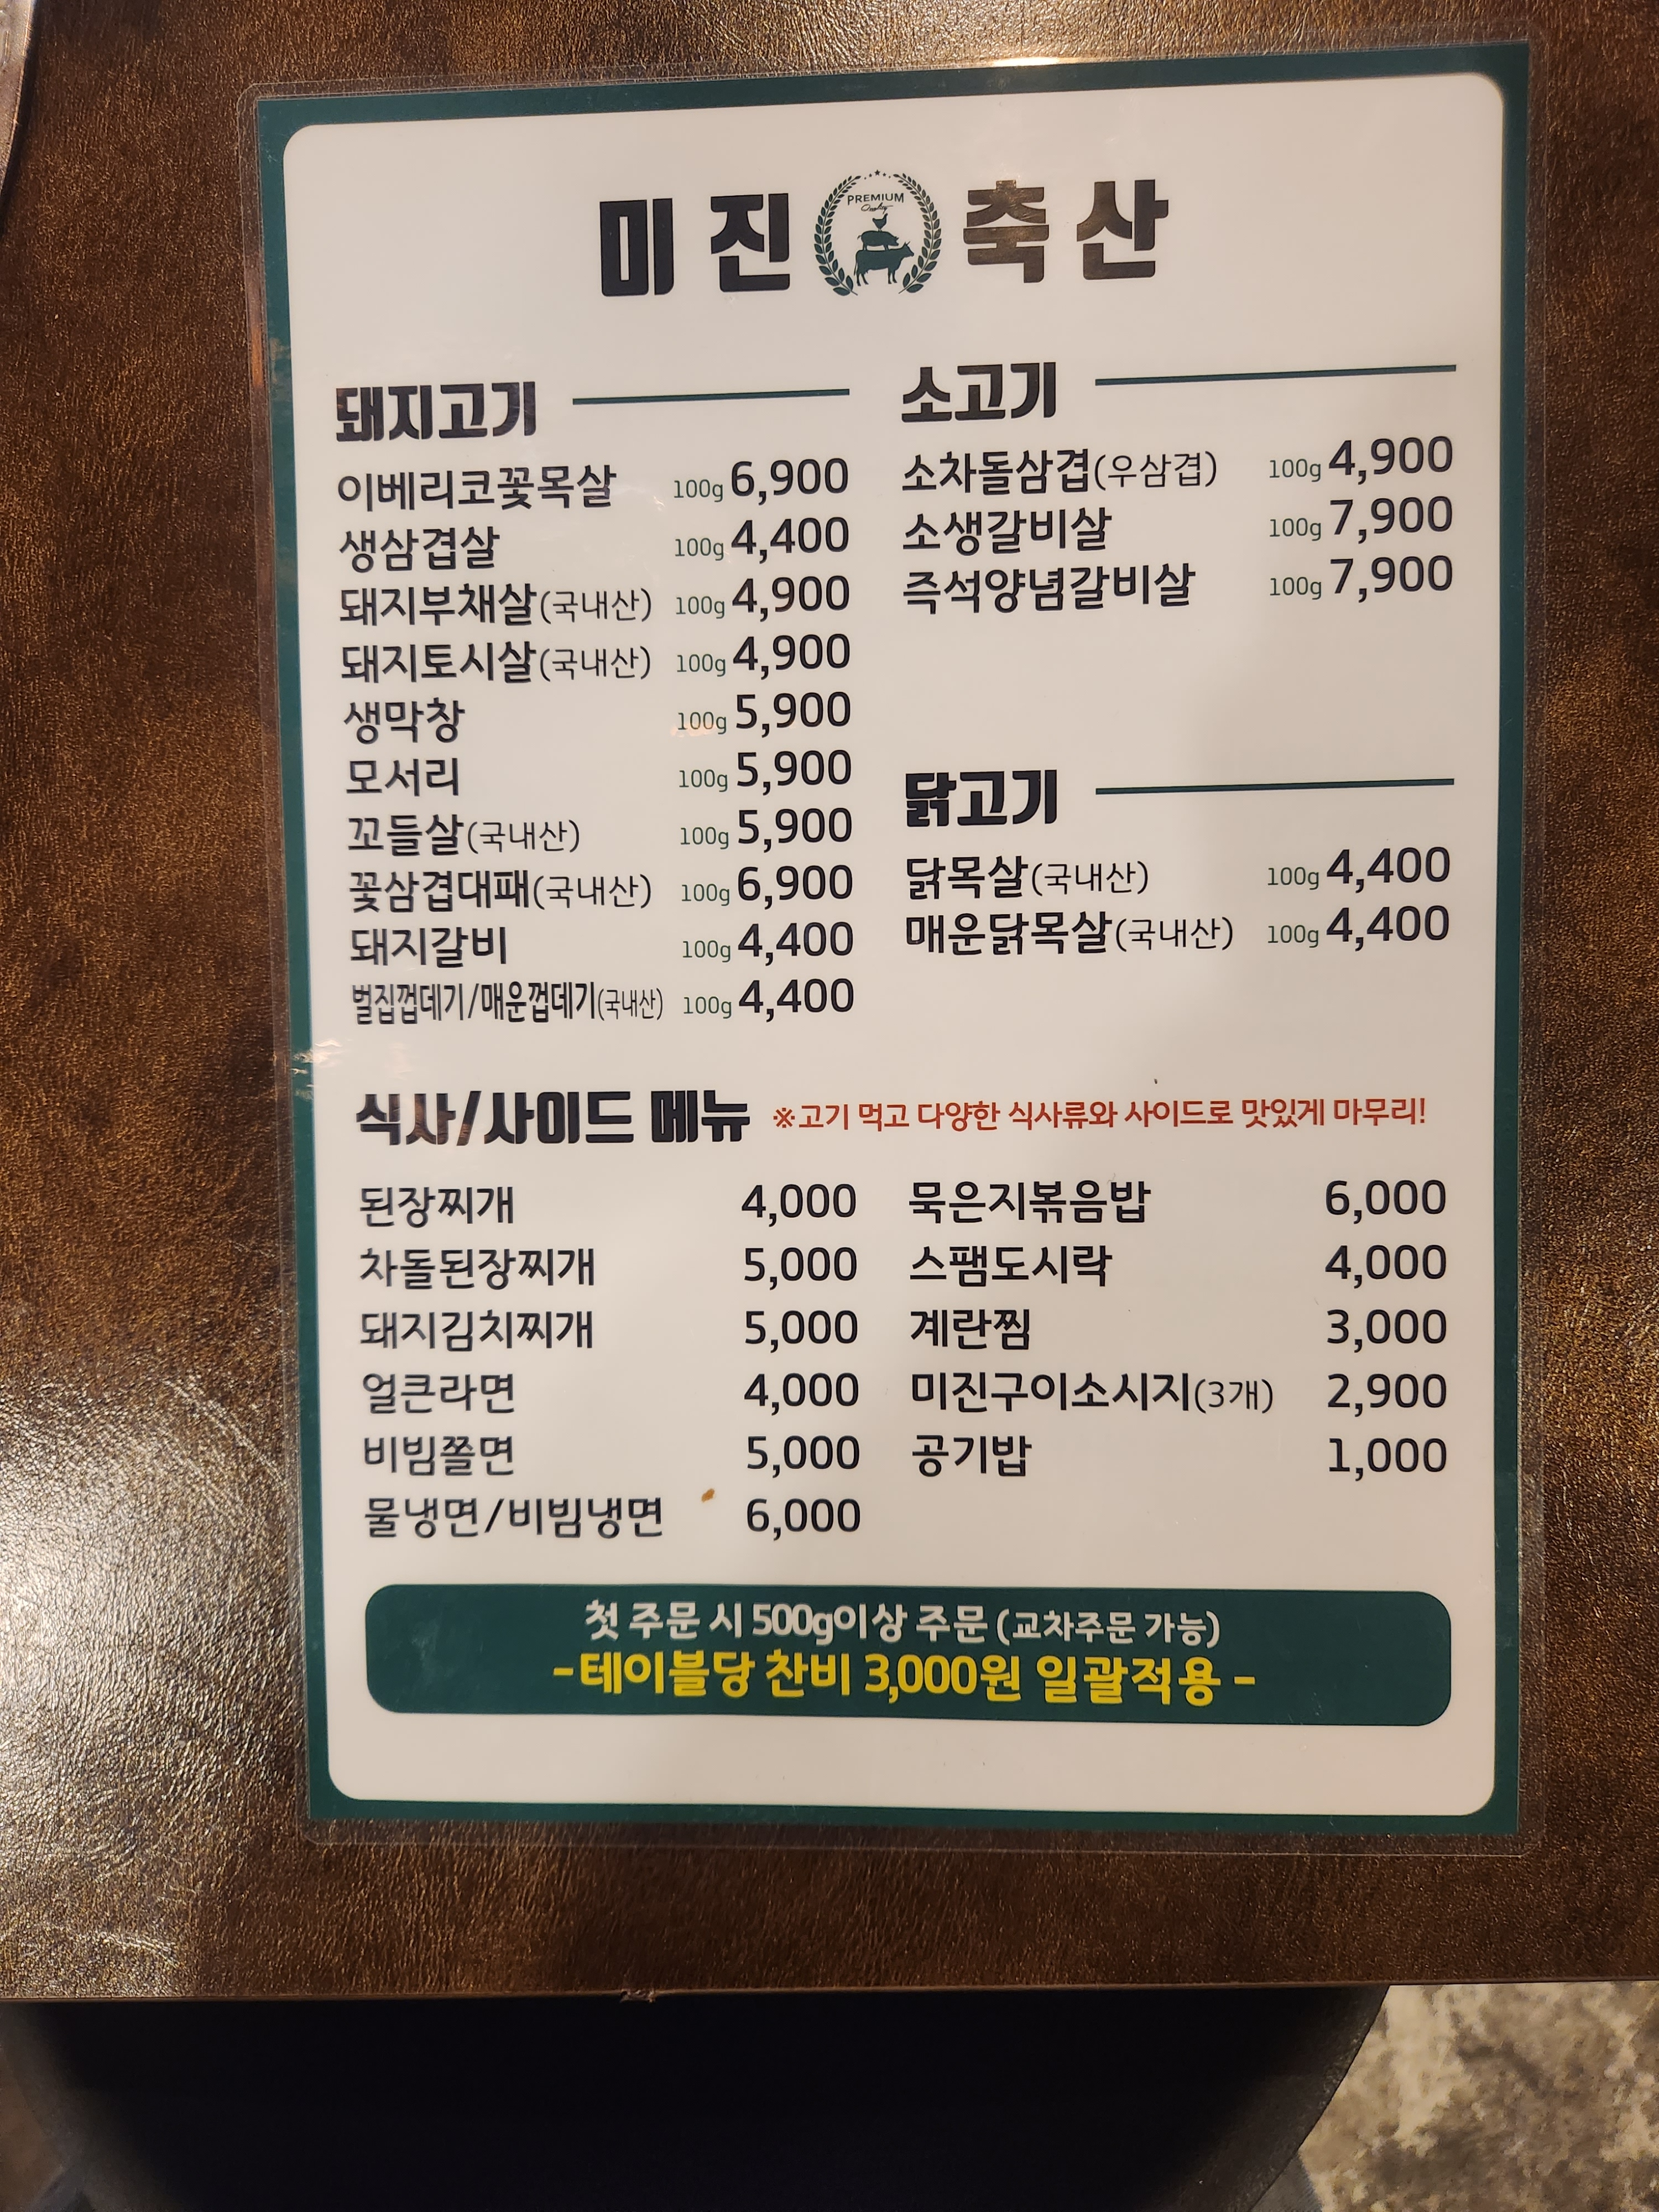 미진축산
PREMIUM
Quality
돼지고기
이베리코꽃목살 100g 6,900
생삼겹살 100g 4,400
돼지부채살(국내산) 100g 4,900
돼지토시살(국내산) 100g 4,900
생막창 100g 5,900
모서리 100g 5,900
꼬들살(국내산) 100g 5,900
꽃삼겹대패(국내산) 100g 6,900
돼지갈비 100g 4,400
벌집껍데기/매운껍데기(국내산) 100g 4,400
소고기
소차돌삼겹(우삼겹) 100g 4,900
소생갈비살 100g 7,900
즉석양념갈비살 100g 7,900
닭고기
닭목살(국내산) 100g 4,400
매운닭목살(국내산) 100g 4,400
식사/사이드 메뉴 ※고기 먹고 다양한 식사류와 사이드로 맛있게 마무리!
된장찌개 4,000
차돌된장찌개 5,000
돼지김치찌개 5,000
얼큰라면 4,000
비빔쫄면 5,000
물냉면/비빔냉면 6,000
묵은지볶음밥 6,000
스팸도시락 4,000
계란찜 3,000
미진구이소시지(3개) 2,900
공기밥 1,000
첫 주문 시 500g이상 주문 (교차주문 가능)
-테이블당 찬비 3,000원 일괄적용 -